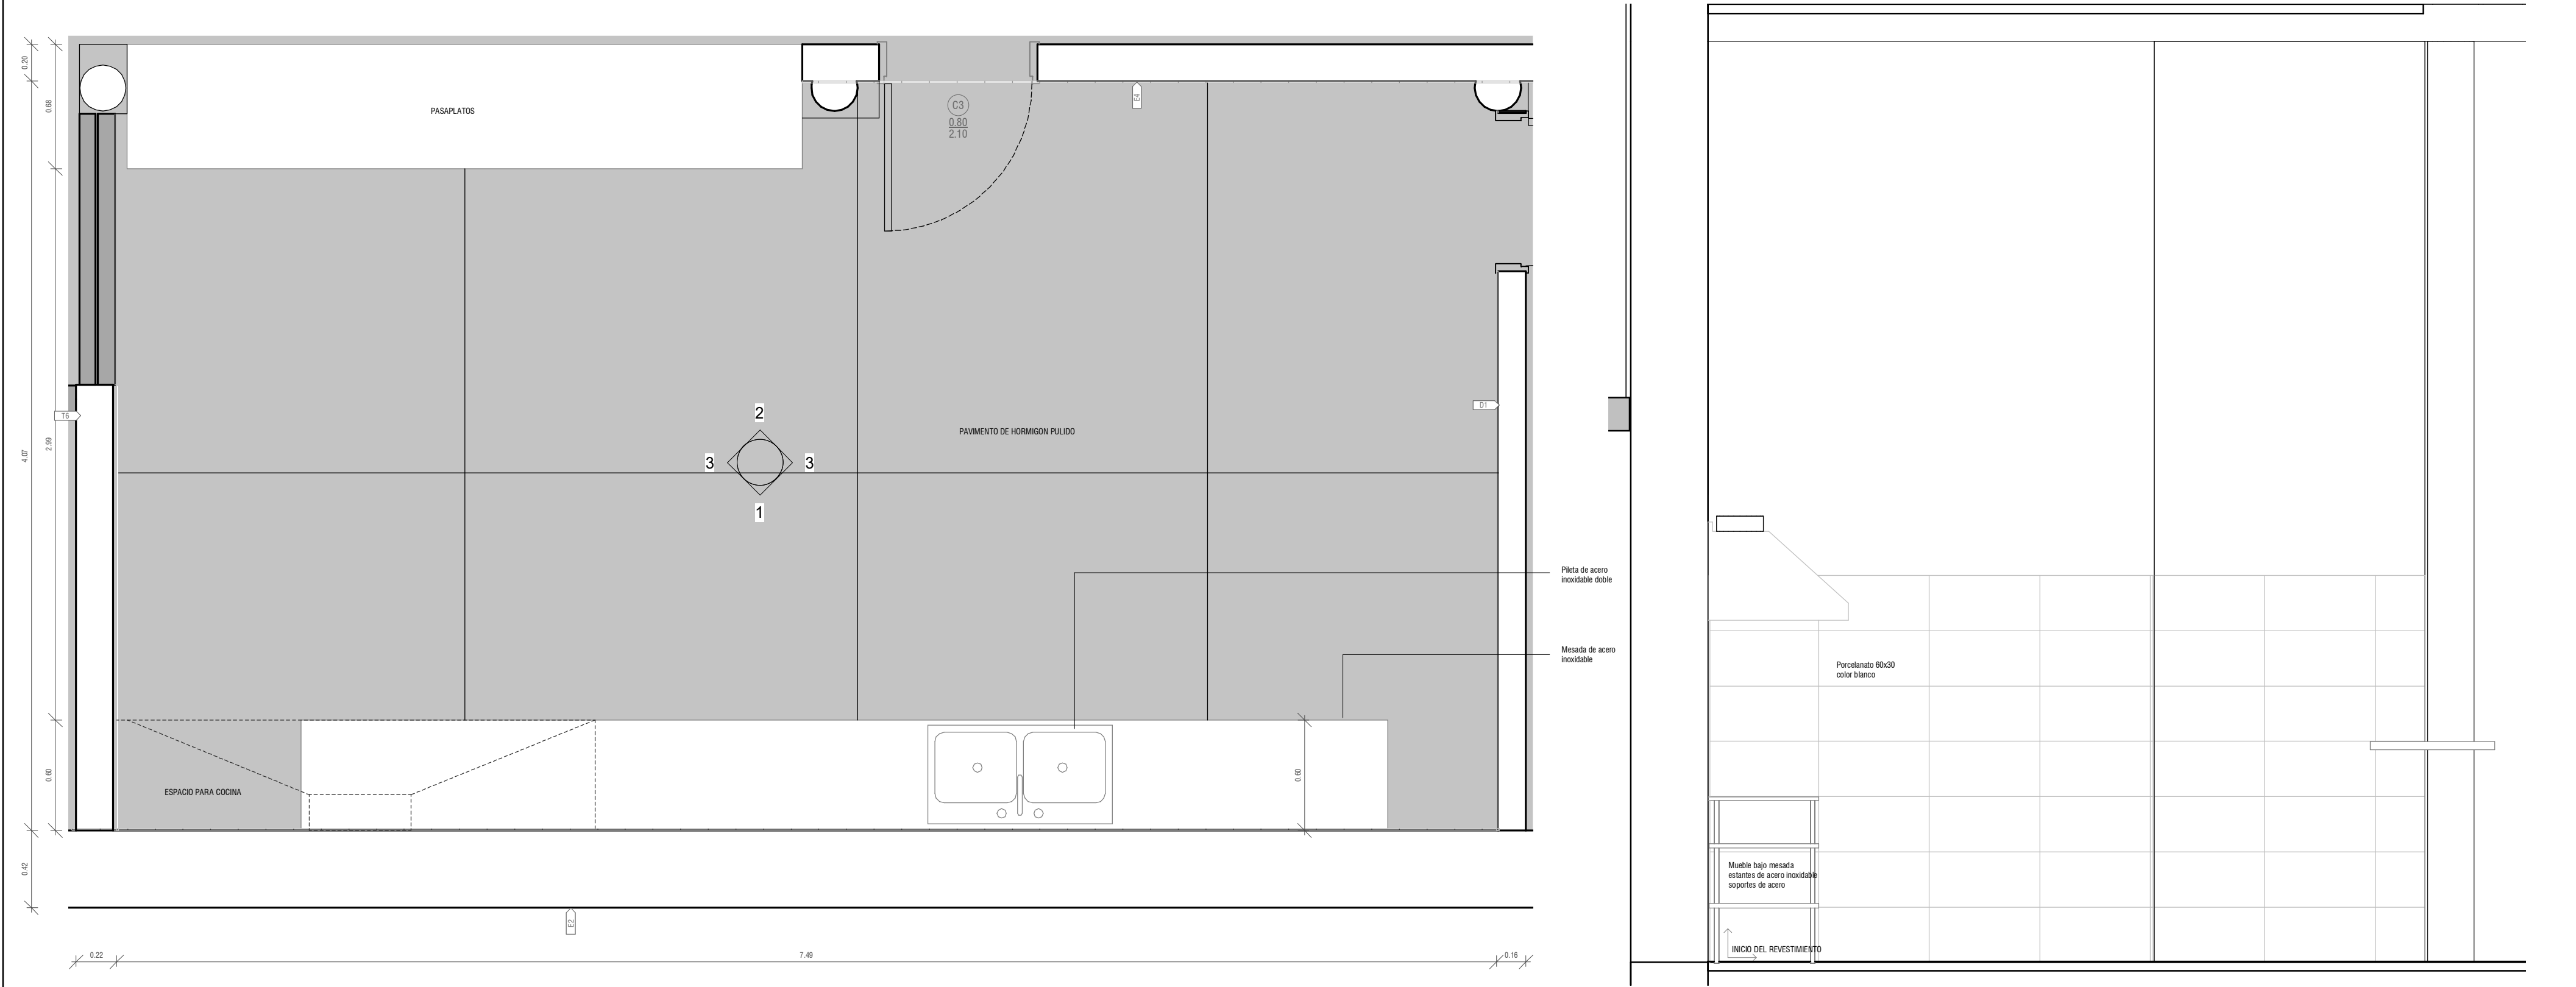 0.20
0.68
PASAPLATOS
C3
0.80
2.10
E4
T6
4.07
2.99
2
3
3
1
PAVIMENTO DE HORMIGON PULIDO
D1
Pileta de acero
inoxidable doble
Mesada de acero
inoxidable
0.60
ESPACIO PARA COCINA
0.60
0.42
E2
0.22
7.49
0.16
Porcelanato 60x30
color blanco
Mueble bajo mesada
estantes de acero inoxidable
soportes de acero
INICIO DEL REVESTIMIENTO